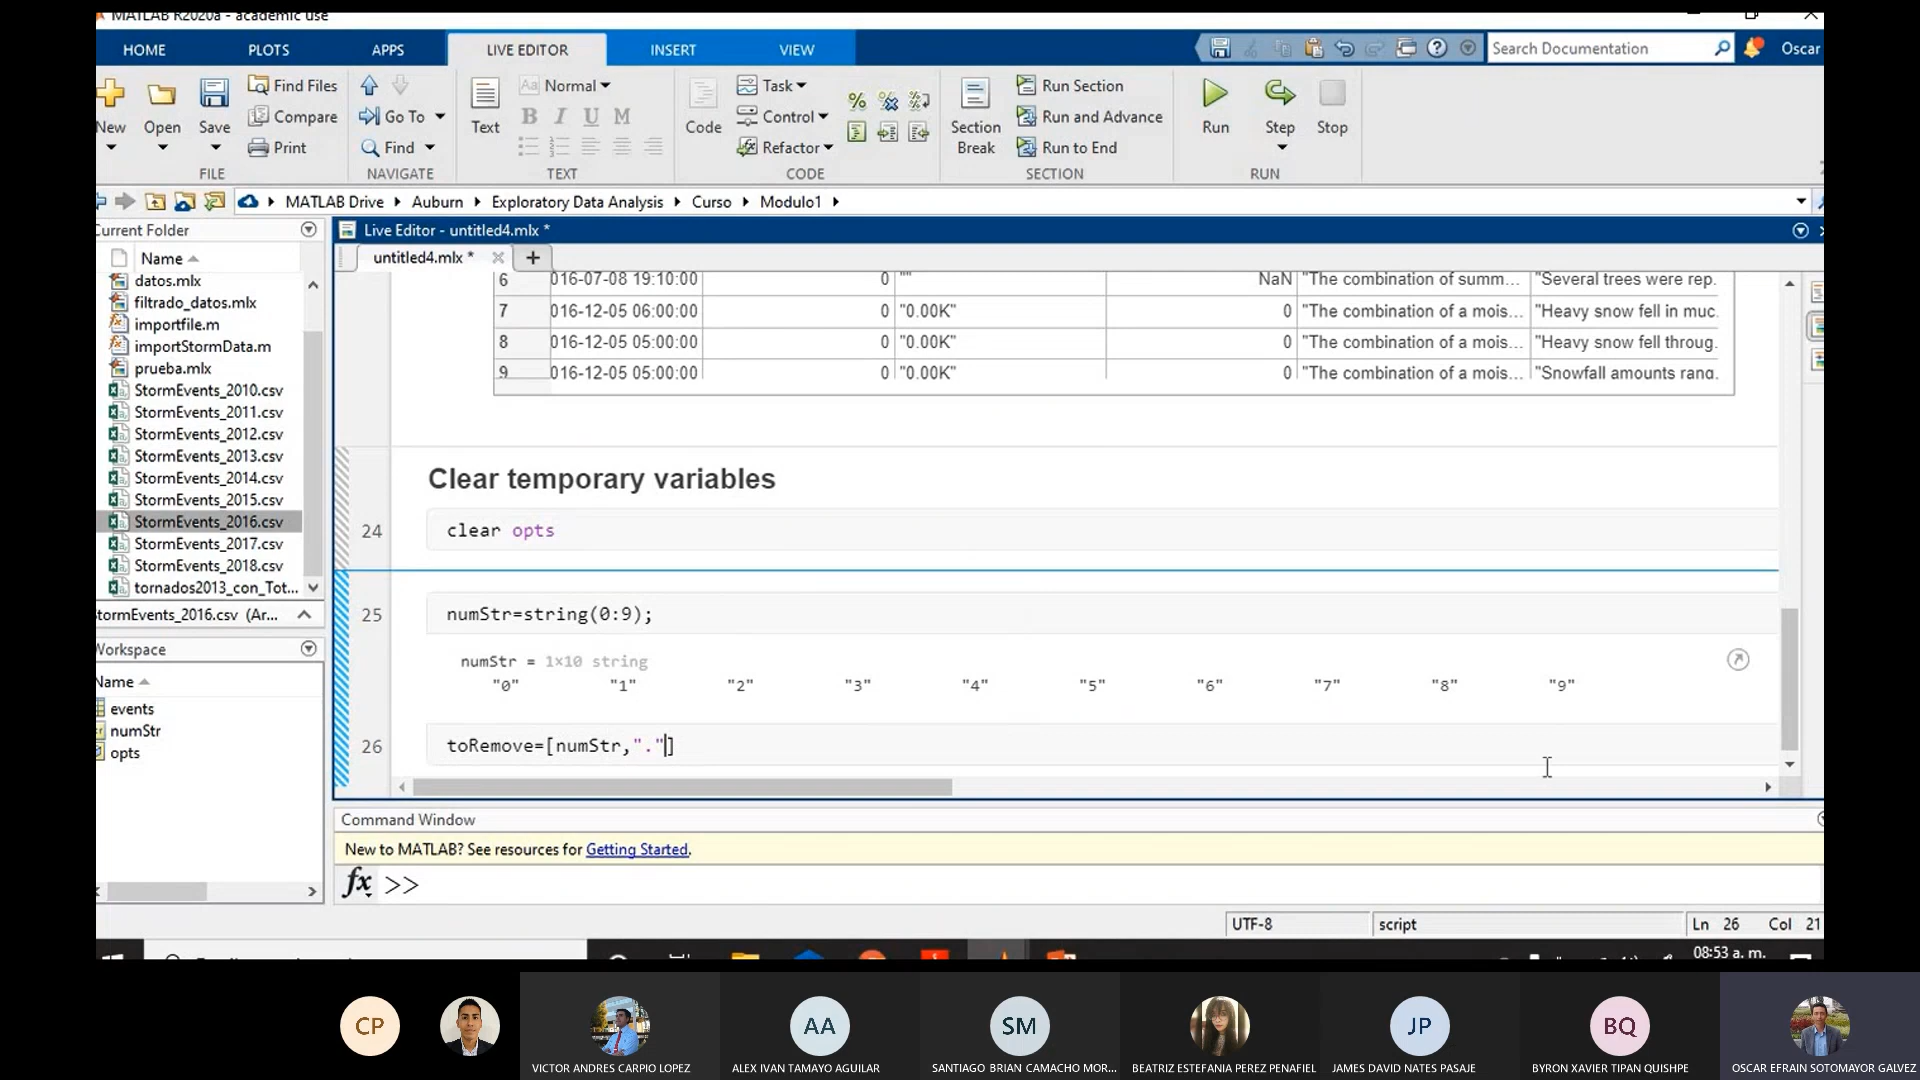 MATLAB R2020a - academic use
HOME PLOTS APPS LIVE EDITOR INSERT VIEW Search Documentation Oscar
New Open Save Find Files Compare Print
FILE
Go To Find
NAVIGATE
Text Aa Normal
B I U M
TEXT
Code Task Control Refactor
CODE
Section Break Run Section Run and Advance Run to End
SECTION
Run Step Stop
RUN
MATLAB Drive Auburn Exploratory Data Analysis Curso Modulo1
Current Folder
Name
datos.mlx
filtrado_datos.mlx
importfile.m
importStormData.m
prueba.mlx
StormEvents_2010.csv
StormEvents_2011.csv
StormEvents_2012.csv
StormEvents_2013.csv
StormEvents_2014.csv
StormEvents_2015.csv
StormEvents_2016.csv
StormEvents_2017.csv
StormEvents_2018.csv
tornados2013_con_Tot...
StormEvents_2016.csv (Ar...
Workspace
Name
events
numStr
opts
Live Editor - untitled4.mlx *
untitled4.mlx *
6 016-07-08 19:10:00 0 "" NaN "The combination of summ... "Several trees were rep.
7 016-12-05 06:00:00 0 "0.00K" 0 "The combination of a mois... "Heavy snow fell in muc.
8 016-12-05 05:00:00 0 "0.00K" 0 "The combination of a mois... "Heavy snow fell throug.
9 016-12-05 05:00:00 0 "0.00K" 0 "The combination of a mois... "Snowfall amounts rang.
Clear temporary variables
24 clear opts
25 numStr=string(0:9);
numStr = 1×10 string
"0" "1" "2" "3" "4" "5" "6" "7" "8" "9"
26 toRemove=[numStr,"."]
Command Window
New to MATLAB? See resources for Getting Started.
fx >>
UTF-8 script Ln 26 Col 21
08:53 a. m.
CP AA SM JP BQ
VICTOR ANDRES CARPIO LOPEZ
ALEX IVAN TAMAYO AGUILAR
SANTIAGO BRIAN CAMACHO MOR...
BEATRIZ ESTEFANIA PEREZ PENAFIEL
JAMES DAVID NATES PASAJE
BYRON XAVIER TIPAN QUISHPE
OSCAR EFRAIN SOTOMAYOR GALVEZ